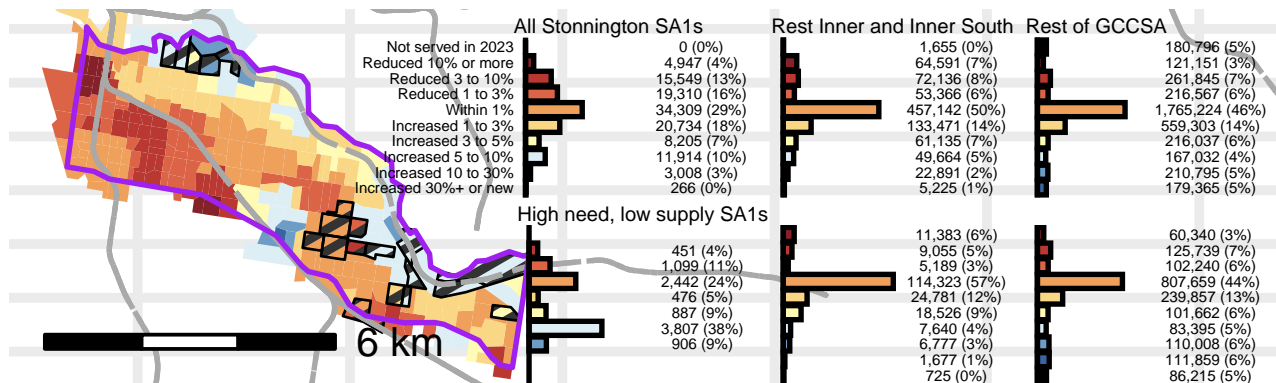 All Stonnington SA1s Rest Inner and Inner South Rest of GCCSA
Not served in 2023 0 (0%) 1,655 (0%) 180,796 (5%)
Reduced 10% or more 4,947 (4%) 64,591 (7%) 121,151 (3%)
Reduced 3 to 10% 15,549 (13%) 72,136 (8%) 261,845 (7%)
Reduced 1 to 3% 19,310 (16%) 53,366 (6%) 216,567 (6%)
Within 1% 34,309 (29%) 457,142 (50%) 1,765,224 (46%)
Increased 1 to 3% 20,734 (18%) 133,471 (14%) 559,303 (14%)
Increased 3 to 5% 8,205 (7%) 61,135 (7%) 216,037 (6%)
Increased 5 to 10% 11,914 (10%) 49,664 (5%) 167,032 (4%)
Increased 10 to 30% 3,008 (3%) 22,891 (2%) 210,795 (5%)
Increased 30%+ or new 266 (0%) 5,225 (1%) 179,365 (5%)
High need, low supply SA1s
11,383 (6%) 60,340 (3%)
451 (4%) 9,055 (5%) 125,739 (7%)
1,099 (11%) 5,189 (3%) 102,240 (6%)
2,442 (24%) 114,323 (57%) 807,659 (44%)
476 (5%) 24,781 (12%) 239,857 (13%)
887 (9%) 18,526 (9%) 101,662 (6%)
3,807 (38%) 7,640 (4%) 83,395 (5%)
906 (9%) 6,777 (3%) 110,008 (6%)
1,677 (1%) 111,859 (6%)
725 (0%) 86,215 (5%)
6 km